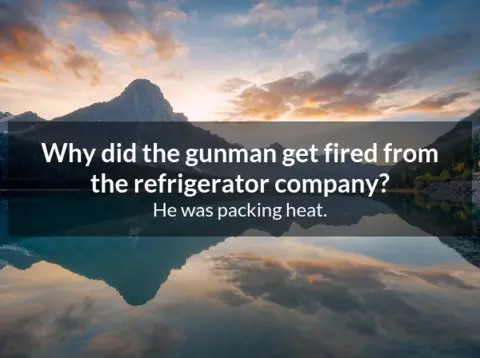 Why did the gunman get fired from
the refrigerator company?
He was packing heat.